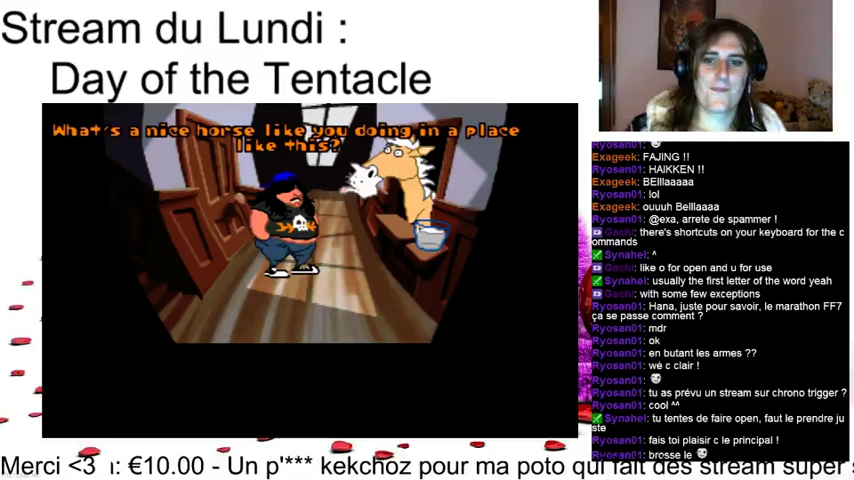 Stream du Lundi :
Day of the Tentacle
What's a nice horse like you doing in a place
like this?
Ryosan01:
Exageek: FAJING !!
Ryosan01: HAIKKEN !!
Exageek: BElllaaaaa
Ryosan01: lol
Exageek: ouuuh Belllaaaa
Ryosan01: @exa, arrete de spammer !
Gachi: there's shortcuts on your keyboard for the c
ommands
Synahel: ^
Gachi: like o for open and u for use
Synahel: usually the first letter of the word yeah
Gachi: with some few exceptions
Ryosan01: Hana, juste pour savoir, le marathon FF7
ça se passe comment ?
Ryosan01: mdr
Ryosan01: ok
Ryosan01: en butant les armes ??
Ryosan01: wé c clair !
Ryosan01:
Ryosan01: tu as prévu un stream sur chrono trigger ?
Ryosan01: cool ^^
Synahel: tu tentes de faire open, faut le prendre ju
ste
Ryosan01: fais toi plaisir c le principal !
Ryosan01: brosse le
Merci <3 n: €10.00 - Un p'*** kekchoz pour ma poto qui fait des stream super s